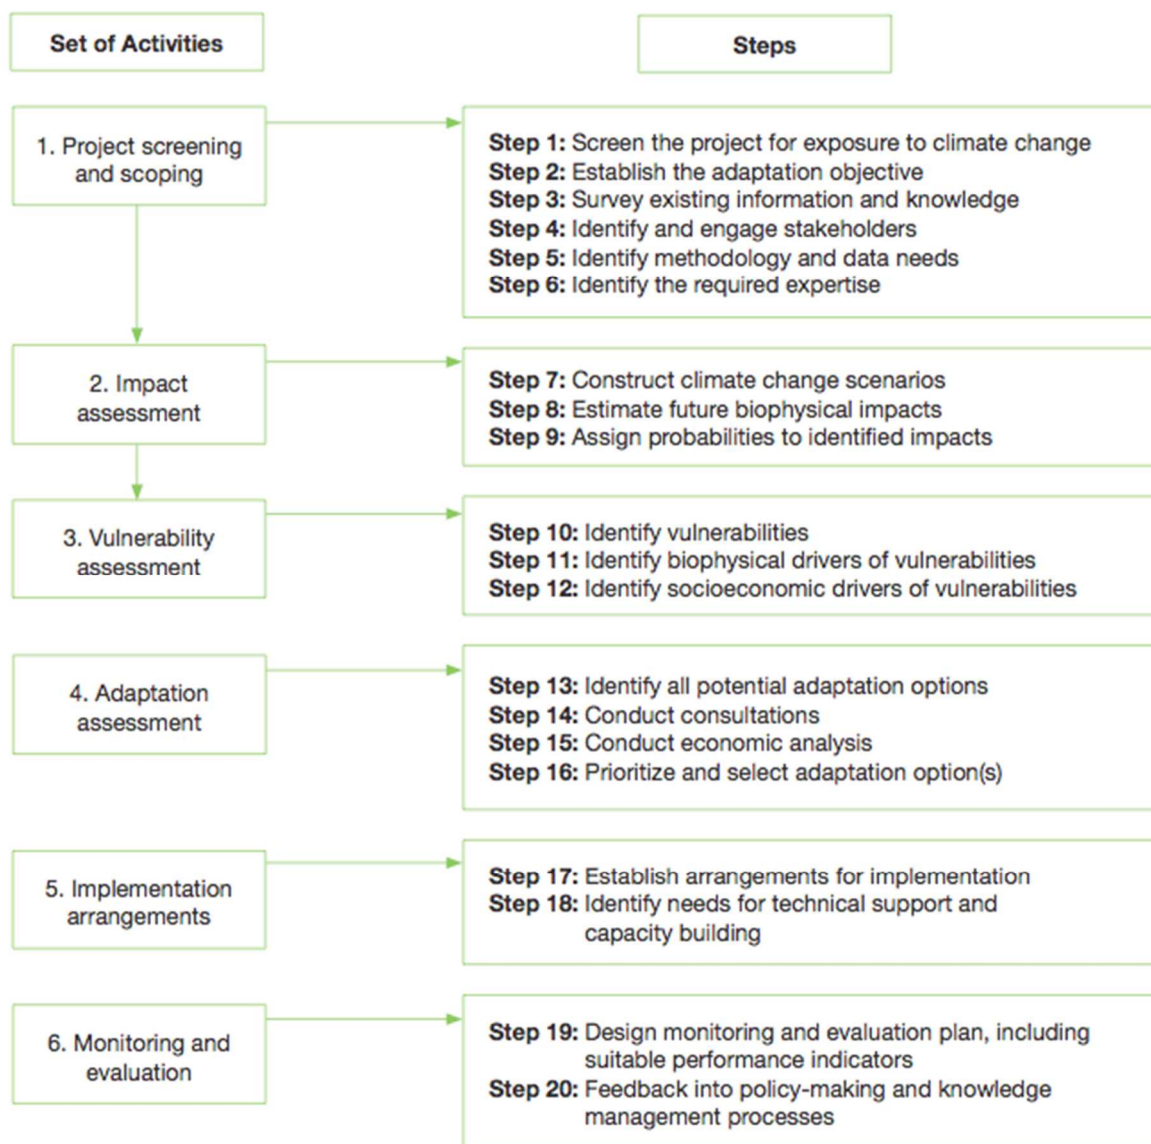 Set of Activities
Steps
1. Project screening
and scoping
Step 1: Screen the project for exposure to climate change
Step 2: Establish the adaptation objective
Step 3: Survey existing information and knowledge
Step 4: Identify and engage stakeholders
Step 5: Identify methodology and data needs
Step 6: Identify the required expertise
2. Impact
assessment
Step 7: Construct climate change scenarios
Step 8: Estimate future biophysical impacts
Step 9: Assign probabilities to identified impacts
3. Vulnerability
assessment
Step 10: Identify vulnerabilities
Step 11: Identify biophysical drivers of vulnerabilities
Step 12: Identify socioeconomic drivers of vulnerabilities
4. Adaptation
assessment
Step 13: Identify all potential adaptation options
Step 14: Conduct consultations
Step 15: Conduct economic analysis
Step 16: Prioritize and select adaptation option(s)
5. Implementation
arrangements
Step 17: Establish arrangements for implementation
Step 18: Identify needs for technical support and
capacity building
6. Monitoring and
evaluation
Step 19: Design monitoring and evaluation plan, including
suitable performance indicators
Step 20: Feedback into policy-making and knowledge
management processes